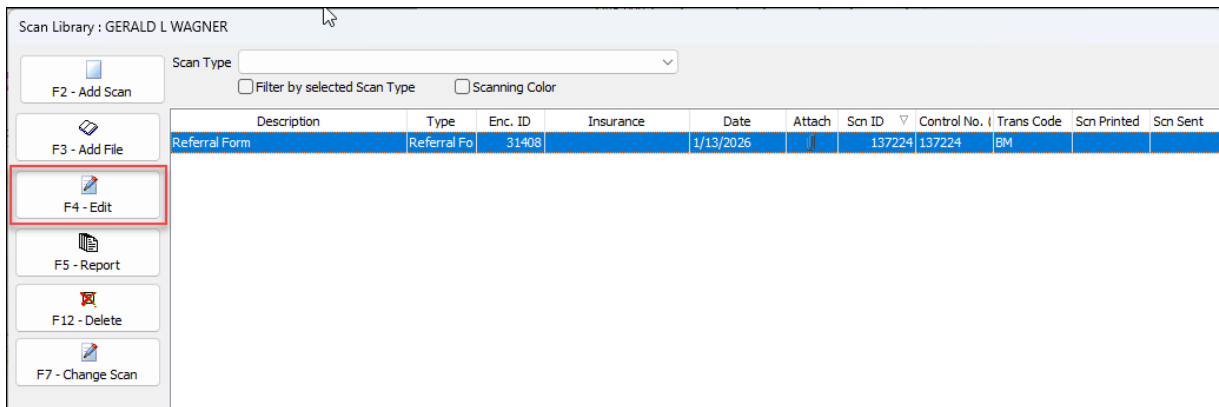 Scan Library : GERALD L WAGNER
F2 - Add Scan
Scan Type
Filter by selected Scan Type Scanning Color
F3 - Add File
Description Type Enc. ID Insurance Date Attach Scn ID Control No. ( Trans Code Scn Printed Scn Sent
Referral Form Referral Fo 31408 1/13/2026 137224 137224 BM
F4 - Edit
F5 - Report
F12 - Delete
F7 - Change Scan